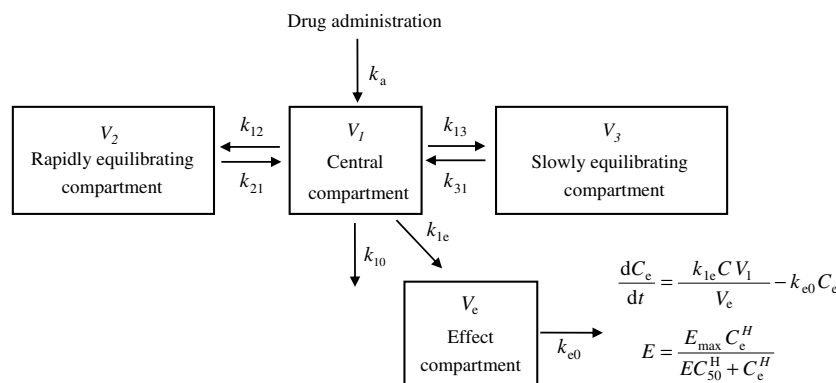 Drug administration
k_a
V_2
Rapidly equilibrating
compartment
k_12
k_21
V_1
Central
compartment
k_13
k_31
V_3
Slowly equilibrating
compartment
k_10
k_1e
V_e
Effect
compartment
k_e0
dC_e/dt = k_1e C V_1/V_e − k_e0 C_e
E = E_max C_e^H/EC_50^H + C_e^H